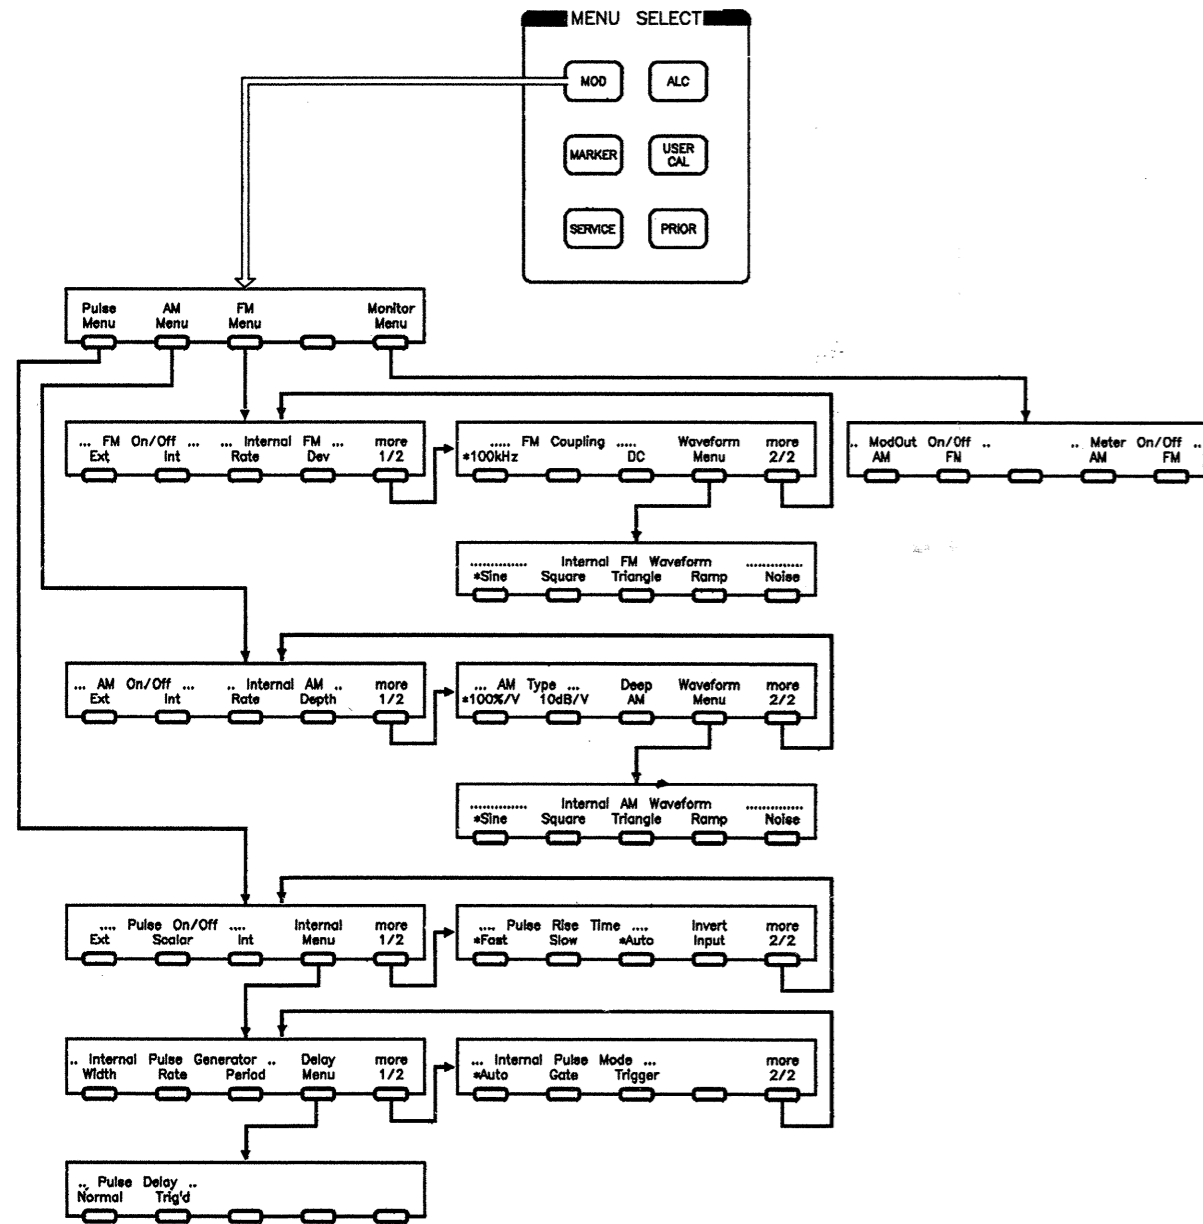 MENU SELECT
MOD ALC
MARKER USER CAL
SERVICE PRIOR
Pulse Menu AM Menu FM Menu Monitor Menu
... FM On/Off ... ... Internal FM ... more
Ext Int Rate Dev 1/2
..... FM Coupling ..... Waveform more
*100kHz DC Menu 2/2
.. ModOut On/Off .. .. Meter On/Off ..
AM FM AM FM
.............. Internal FM Waveform ..............
*Sine Square Triangle Ramp Noise
... AM On/Off ... .. Internal AM .. more
Ext Int Rate Depth 1/2
... AM Type ... Deep Waveform more
*100%/V 10dB/V AM Menu 2/2
.............. Internal AM Waveform ..............
*Sine Square Triangle Ramp Noise
.... Pulse On/Off .... Internal more
Ext Scalar Int Menu 1/2
.... Pulse Rise Time .... Invert more
*Fast Slow *Auto Input 2/2
.. Internal Pulse Generator .. Delay more
Width Rate Period Menu 1/2
... Internal Pulse Mode ... more
*Auto Gate Trigger 2/2
.. Pulse Delay ..
Normal Trig'd